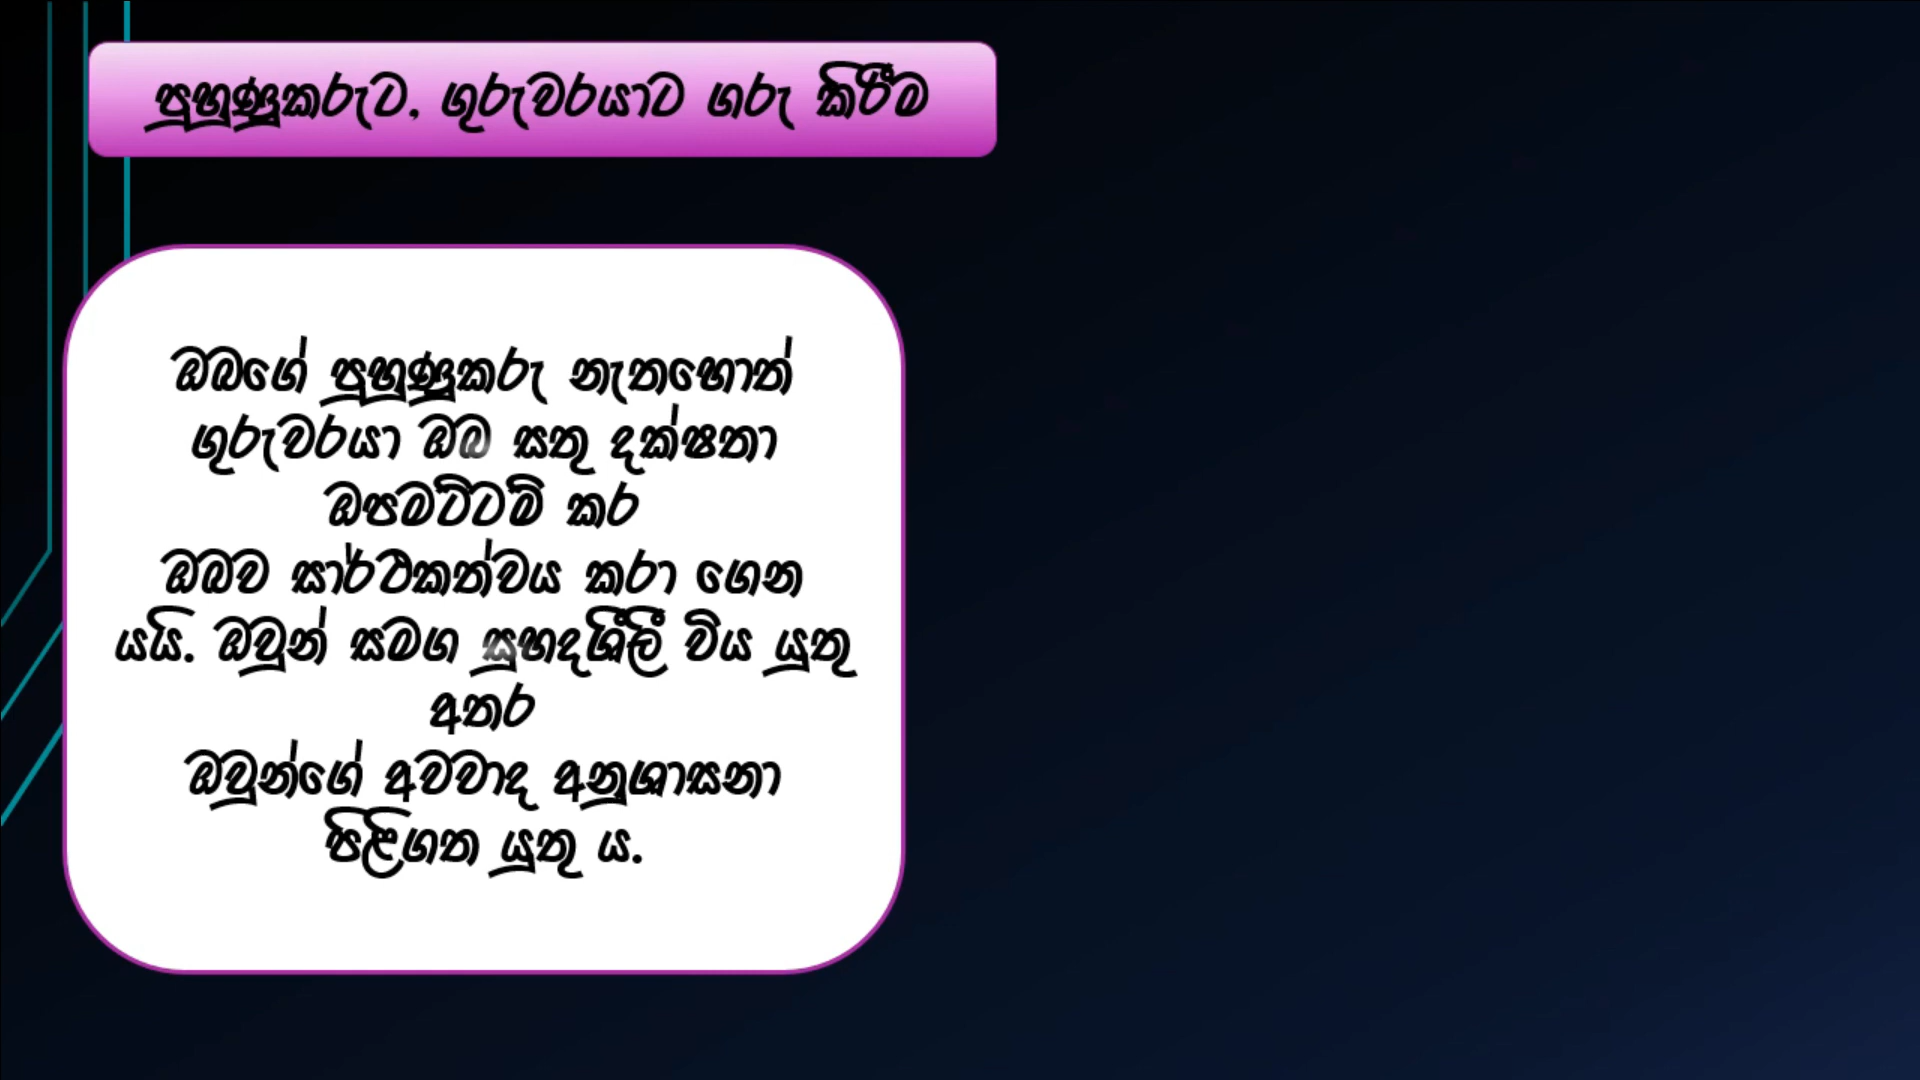 පුහුණුකරුට, ගුරුවරයාට ගරු කිරීම
ඔබගේ පුහුණුකරු නැතහොත්
ගුරුවරයා ඔබ සතු දක්ෂතා
ඔපමට්ටම් කර
ඔබව සාර්ථකත්වය කරා ගෙන
යයි. ඔවුන් සමග සුහදශීලී විය යුතු
අතර
ඔවුන්ගේ අවවාද අනුශාසනා
පිළිගත යුතු ය.